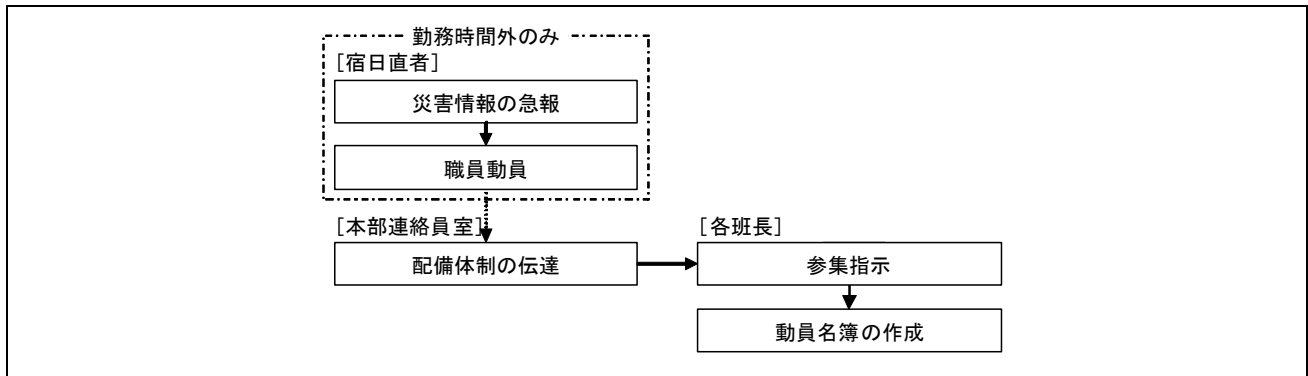 勤務時間外のみ
[宿日直者]
災害情報の急報
職員動員
[本部連絡員室]
配備体制の伝達
[各班長]
参集指示
動員名簿の作成